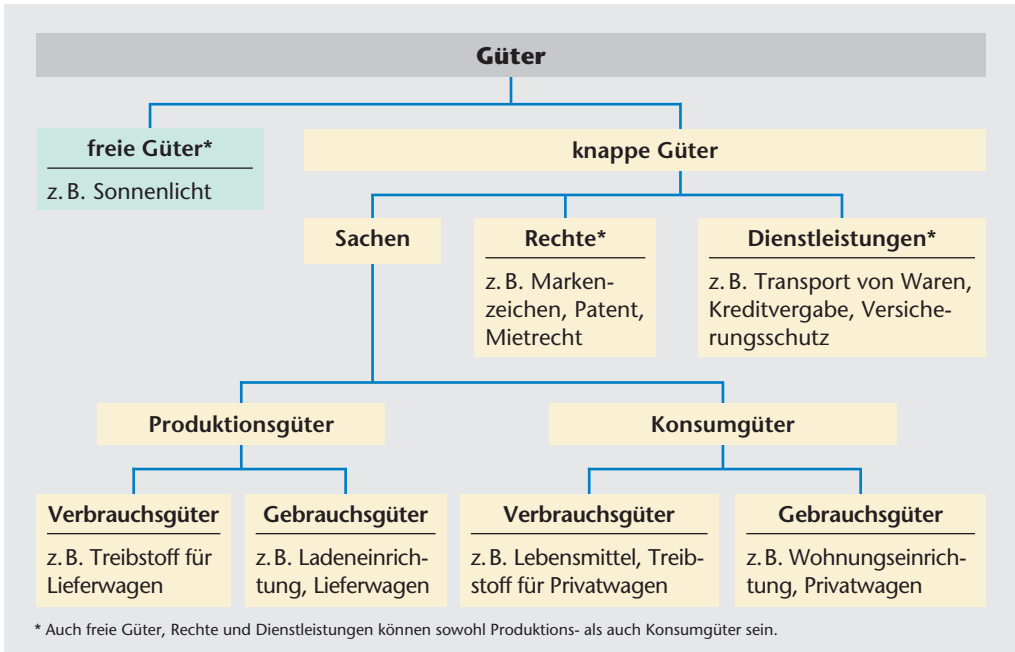 Güter
freie Güter*
z. B. Sonnenlicht
knappe Güter
Sachen
Rechte*
z. B. Marken-
zeichen, Patent,
Mietrecht
Dienstleistungen*
z. B. Transport von Waren,
Kreditvergabe, Versiche-
rungsschutz
Produktionsgüter
Konsumgüter
Verbrauchsgüter
z. B. Treibstoff für
Lieferwagen
Gebrauchsgüter
z. B. Ladeneinrich-
tung, Lieferwagen
Verbrauchsgüter
z. B. Lebensmittel, Treib-
stoff für Privatwagen
Gebrauchsgüter
z. B. Wohnungseinrich-
tung, Privatwagen
* Auch freie Güter, Rechte und Dienstleistungen können sowohl Produktions- als auch Konsumgüter sein.